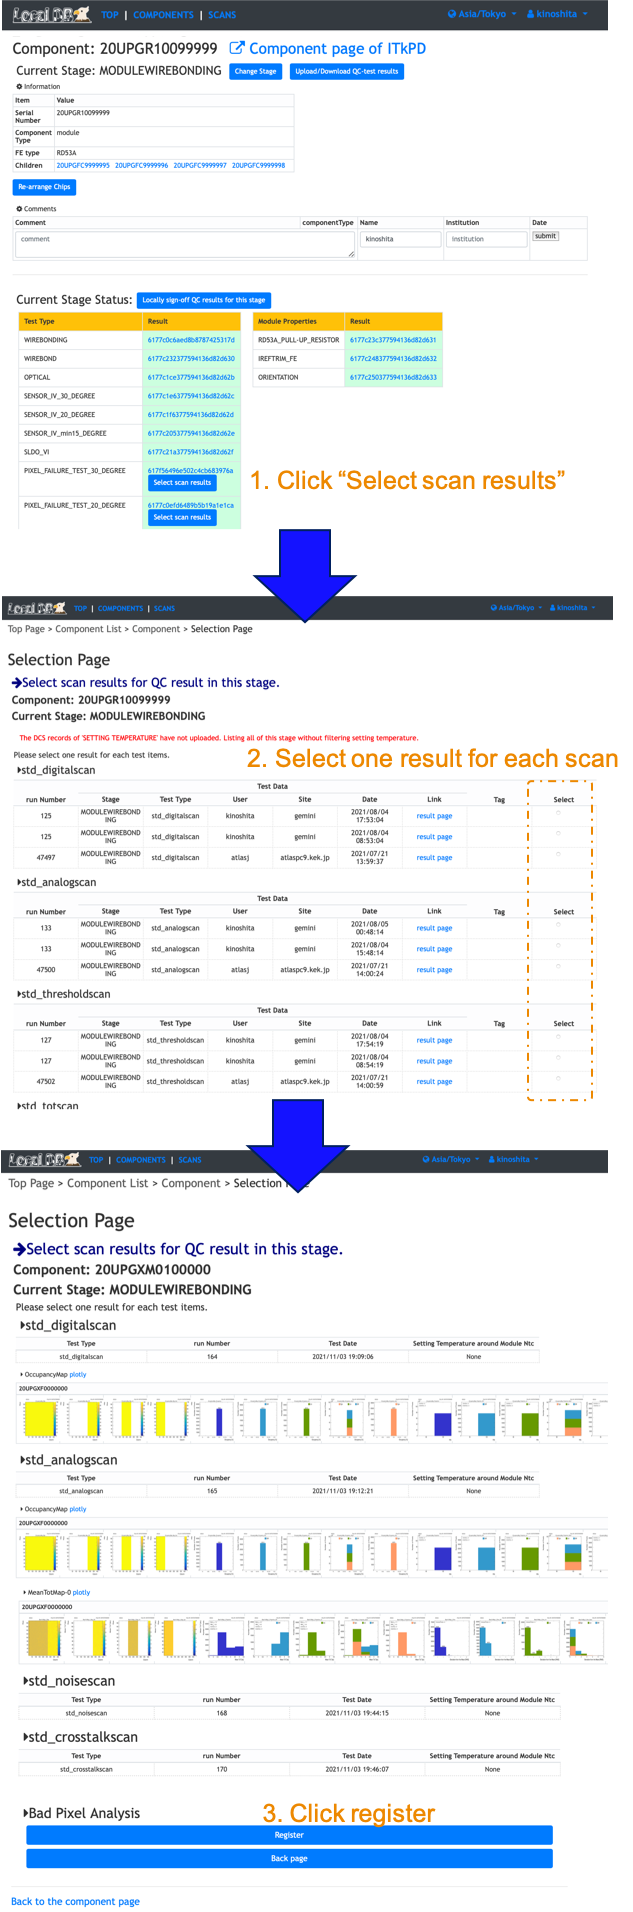 Local DB TOP | COMPONENTS | SCANS Asia/Tokyo kinoshita
Component: 20UPGR10099999 Component page of ITkPD
Current Stage: MODULEWIREBONDING Change Stage Upload/Download QC-test results
Information
Item Value
Serial Number 20UPGR10099999
Component Type module
FE type RD53A
Children 20UPGFC9999995 20UPGFC9999996 20UPGFC9999997 20UPGFC9999998
Re-arrange Chips
Comments
Comment componentType Name Institution Date
comment kinoshita institution submit
Current Stage Status: Locally sign-off QC results for this stage
Test Type Result Module Properties Result
WIREBONDING 6177c0c6aed8b8787425317d RD53A_PULL-UP_RESISTOR 6177c23c377594136d82d631
WIREBOND 6177c232377594136d82d630 IREFTRIM_FE 6177c248377594136d82d632
OPTICAL 6177c1ce377594136d82d62b ORIENTATION 6177c250377594136d82d633
SENSOR_IV_30_DEGREE 6177c1e6377594136d82d62c
SENSOR_IV_20_DEGREE 6177c1f6377594136d82d62d
SENSOR_IV_min15_DEGREE 6177c205377594136d82d62e
SLDO_VI 6177c21a377594136d82d62f
PIXEL_FAILURE_TEST_30_DEGREE 617f56496e502c4cb683976a
Select scan results
1. Click “Select scan results”
PIXEL_FAILURE_TEST_20_DEGREE 6177c0efd6489b5b19a1e1ca
Select scan results
Local DB TOP | COMPONENTS | SCANS Asia/Tokyo kinoshita
Top Page > Component List > Component > Selection Page
Selection Page
Select scan results for QC result in this stage.
Component: 20UPGR10099999
Current Stage: MODULEWIREBONDING
The DCS records of 'SETTING TEMPERATURE' have not uploaded. Listing all of this stage without filtering setting temperature.
Please select one result for each test items.
2. Select one result for each scan
std_digitalscan
Test Data
run Number Stage Test Type User Site Date Link Tag Select
125 MODULEWIREBONDING std_digitalscan kinoshita gemini 2021/08/04 17:53:04 result page
125 MODULEWIREBONDING std_digitalscan kinoshita gemini 2021/08/04 08:53:04 result page
47497 MODULEWIREBONDING std_digitalscan atlasj atlaspc9.kek.jp 2021/07/21 13:59:37 result page
std_analogscan
Test Data
run Number Stage Test Type User Site Date Link Tag Select
133 MODULEWIREBONDING std_analogscan kinoshita gemini 2021/08/05 00:48:14 result page
133 MODULEWIREBONDING std_analogscan kinoshita gemini 2021/08/04 15:48:14 result page
47500 MODULEWIREBONDING std_analogscan atlasj atlaspc9.kek.jp 2021/07/21 14:00:24 result page
std_thresholdscan
Test Data
run Number Stage Test Type User Site Date Link Tag Select
127 MODULEWIREBONDING std_thresholdscan kinoshita gemini 2021/08/04 17:54:19 result page
127 MODULEWIREBONDING std_thresholdscan kinoshita gemini 2021/08/04 08:54:19 result page
47502 MODULEWIREBONDING std_thresholdscan atlasj atlaspc9.kek.jp 2021/07/21 14:00:59 result page
std_totscan
Local DB TOP | COMPONENTS | SCANS Asia/Tokyo kinoshita
Top Page > Component List > Component > Selection
Selection Page
Select scan results for QC result in this stage.
Component: 20UPGXM0100000
Current Stage: MODULEWIREBONDING
Please select one result for each test items.
std_digitalscan
Test Type run Number Test Date Setting Temperature around Module Ntc
std_digitalscan 164 2021/11/03 19:09:06 None
OccupancyMap plotly
20UPGXF0000000
std_analogscan
Test Type run Number Test Date Setting Temperature around Module Ntc
std_analogscan 165 2021/11/03 19:12:21 None
OccupancyMap plotly
20UPGXF0000000
MeanTotMap-0 plotly
20UPGXF0000000
std_noisescan
Test Type run Number Test Date Setting Temperature around Module Ntc
std_noisescan 168 2021/11/03 19:44:15 None
std_crosstalkscan
Test Type run Number Test Date Setting Temperature around Module Ntc
std_crosstalkscan 170 2021/11/03 19:46:07 None
Bad Pixel Analysis
3. Click register
Register
Back page
Back to the component page